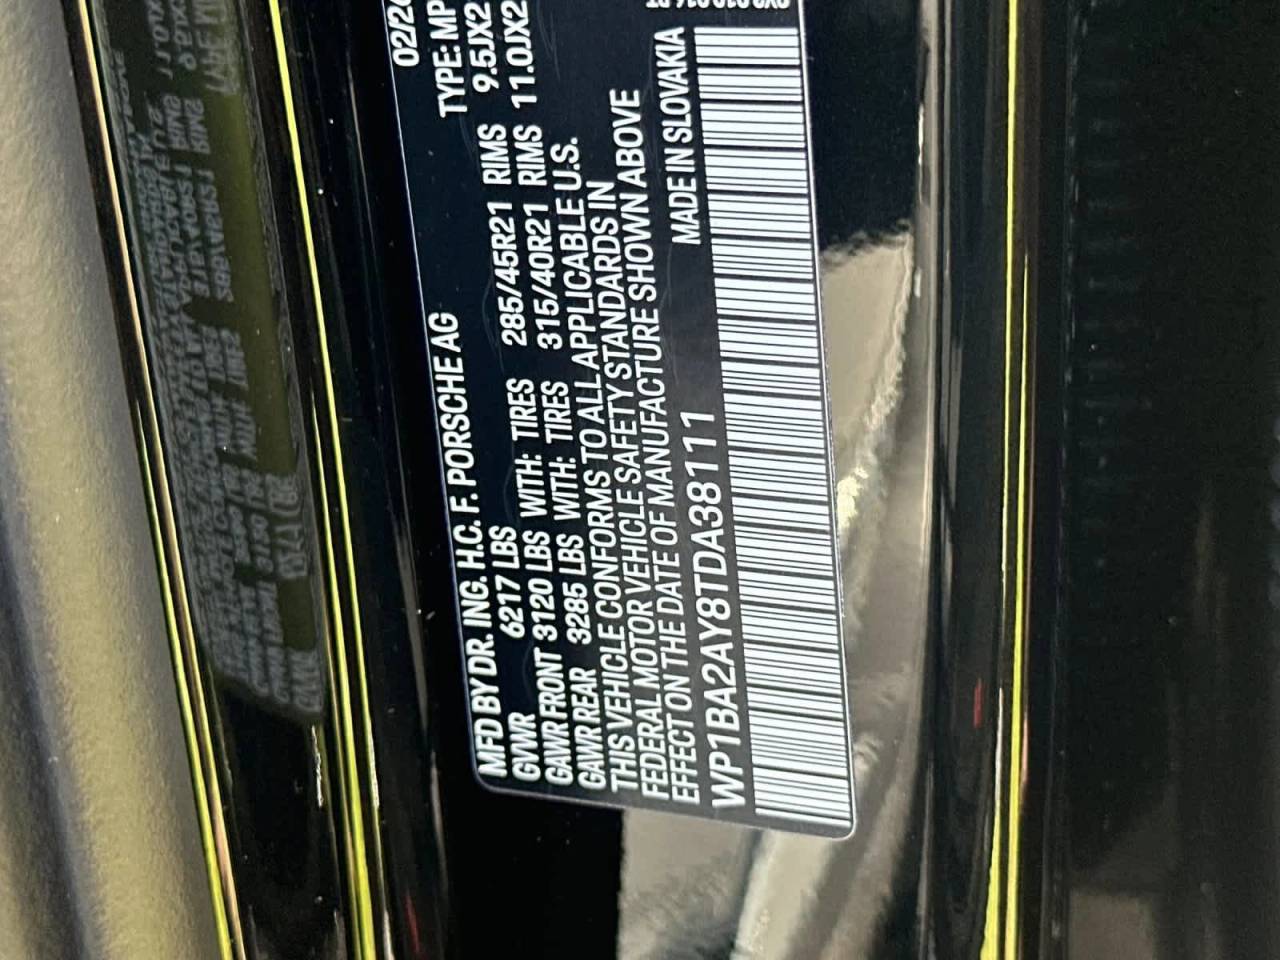 MFD BY DR. ING. H.C. F. PORSCHE AG 02/2
GVWR 6217 LBS TYPE: MP
GAWR FRONT 3120 LBS WITH: TIRES 285/45R21 RIMS 9.5JX2
GAWR REAR 3285 LBS WITH: TIRES 315/40R21 RIMS 11.0JX2
THIS VEHICLE CONFORMS TO ALL APPLICABLE U.S.
FEDERAL MOTOR VEHICLE SAFETY STANDARDS IN
EFFECT ON THE DATE OF MANUFACTURE SHOWN ABOVE
WP1BA2AY8TDA38111 MADE IN SLOVAKIA